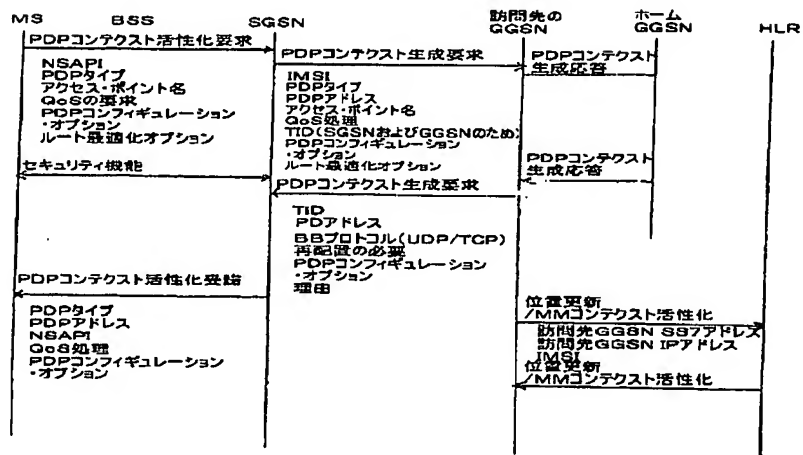 MS
BSS
SGSN
訪問先の
GGSN
ホーム
GGSN
HLR
PDPコンテクスト活性化要求
NSAPI
PDPタイプ
アクセス・ポイント名
QoSの要求
PDPコンフィギュレーション
・オプション
ルート最適化オプション
PDPコンテクスト生成要求
IMSI
PDPタイプ
PDPアドレス
アクセス・ポイント名
QoS処理
TID(SGSNおよびGGSNのため)
PDPコンフィギュレーション
・オプション
ルート最適化オプション
PDPコンテクスト
生成応答
セキュリティ機能
PDPコンテクスト
生成応答
PDPコンテクスト生成要求
TID
PDアドレス
BBプロトコル(UDP/TCP)
再配置の必要
PDPコンフィギュレーション
・オプション
理由
PDPコンテクスト活性化受諾
PDPタイプ
PDPアドレス
NSAPI
QoS処理
PDPコンフィギュレーション
・オプション
位置更新
/MMコンテクスト活性化
訪問先GGSN SS7アドレス
訪問先GGSN IPアドレス
IMSI
位置更新
/MMコンテクスト活性化